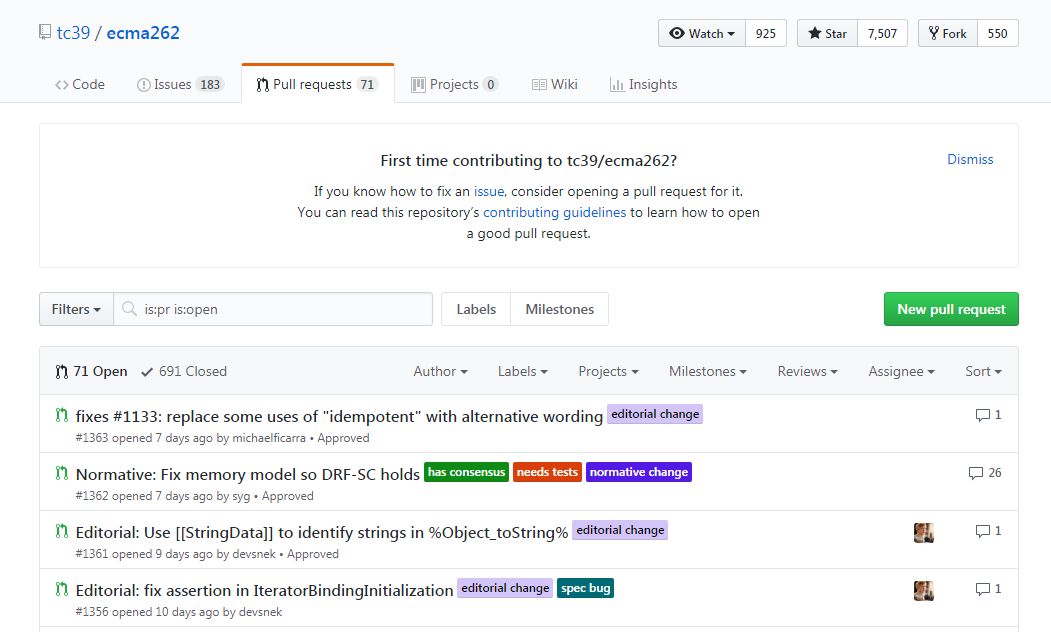 tc39 / ecma262
Watch 925 Star 7,507 Fork 550
Code Issues 183 Pull requests 71 Projects 0 Wiki Insights
First time contributing to tc39/ecma262?
Dismiss
If you know how to fix an issue, consider opening a pull request for it.
You can read this repository's contributing guidelines to learn how to open
a good pull request.
Filters is:pr is:open Labels Milestones New pull request
71 Open 691 Closed Author Labels Projects Milestones Reviews Assignee Sort
fixes #1133: replace some uses of "idempotent" with alternative wording editorial change 1
#1363 opened 7 days ago by michaelficarra • Approved
Normative: Fix memory model so DRF-SC holds has consensus needs tests normative change 26
#1362 opened 7 days ago by syg • Approved
Editorial: Use [[StringData]] to identify strings in %Object_toString% editorial change 1
#1361 opened 9 days ago by devsnek • Approved
Editorial: fix assertion in IteratorBindingInitialization editorial change spec bug 1
#1356 opened 10 days ago by devsnek